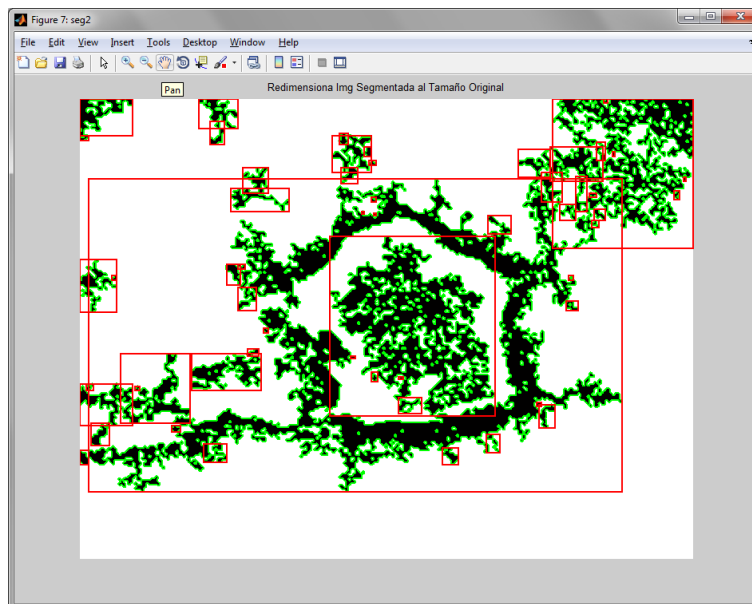 Figure 7: seg2
File Edit View Insert Tools Desktop Window Help
Pan
Redimensiona Img Segmentada al Tamaño Original